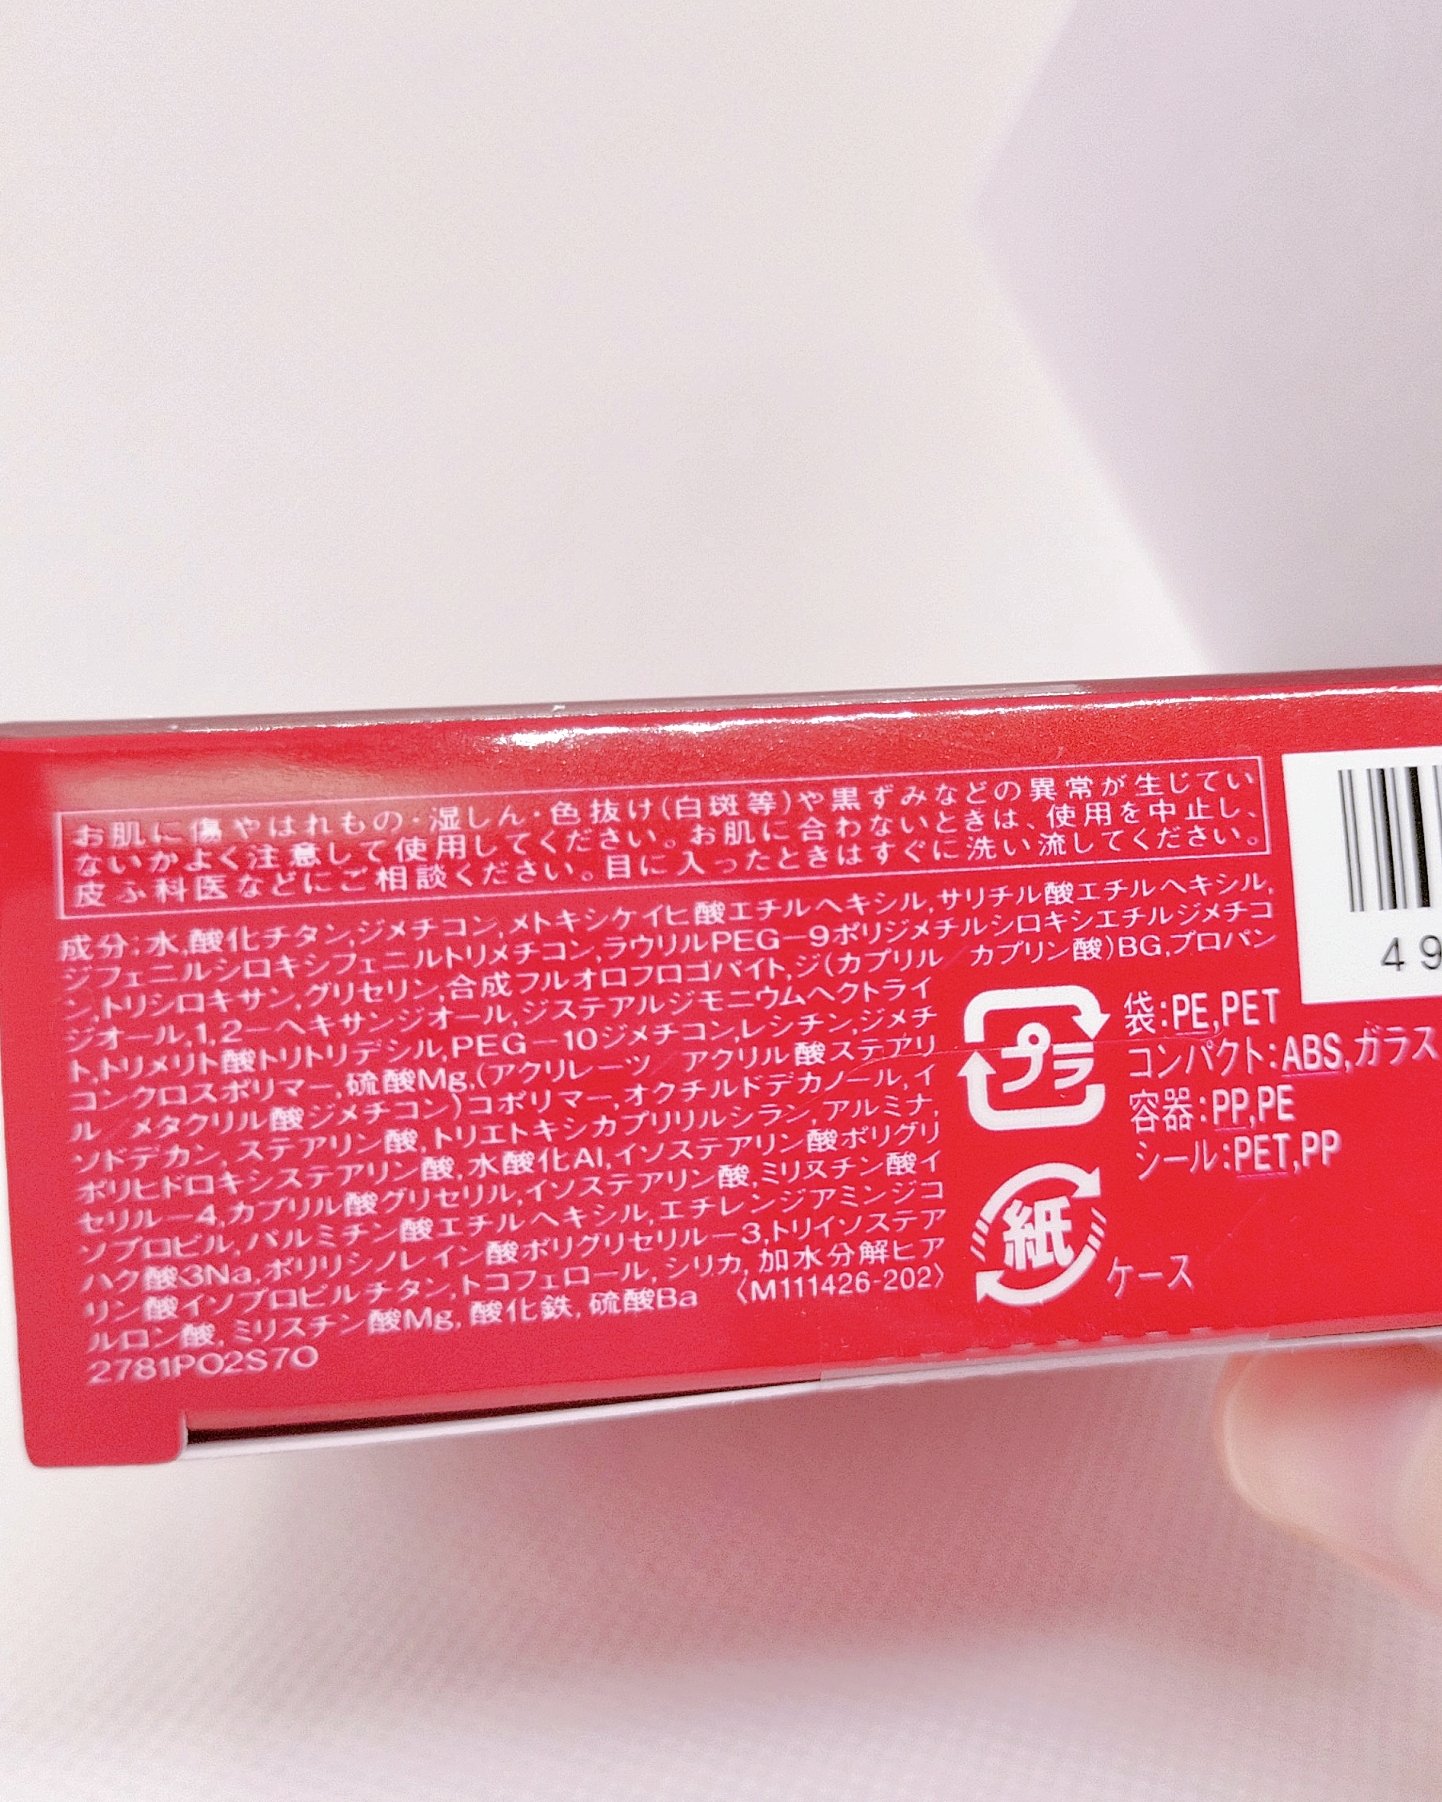 お肌に傷やはれもの・湿しん・色抜け(白斑等)や黒ずみなどの異常が生じてい
ないかよく注意して使用してください。お肌に合わないときは、使用を中止し、
皮ふ科医などにご相談ください。目に入ったときはすぐに洗い流してください。
成分:水,酸化チタン,ジメチコン,メトキシケイヒ酸エチルヘキシル,サリチル酸エチルヘキシル,
ジフェニルシロキシフェニルトリメチコン,ラウリルPEG-9ポリジメチルシロキシエチルジメチコ
ン,トリシロキサン,グリセリン,合成フルオロフロゴパイト,ジ(カプリル/カプリン酸)BG,プロパン
ジオール,1,2-ヘキサンジオール,ジステアルジモニウムヘクトライ
ト,トリメリト酸トリトリデシル,PEG-10ジメチコン,レシチン,ジメチ
コンクロスポリマー,硫酸Mg,(アクリレーツ/アクリル酸ステアリ
ル/メタクリル酸ジメチコン)コポリマー,オクチルドデカノール,イ
ソドデカン,ステアリン酸,トリエトキシカプリリルシラン,アルミナ,
ポリヒドロキシステアリン酸,水酸化Al,イソステアリン酸ポリグリ
セリル-4,カプリル酸グリセリル,イソステアリン酸,ミリスチン酸イ
ソプロピル,パルミチン酸エチルヘキシル,エチレンジアミンジコ
ハク酸3Na,ポリリシノレイン酸ポリグリセリル-3,トリイソステア
リン酸イソプロピルチタン,トコフェロール,シリカ,加水分解ヒア
ルロン酸,ミリスチン酸Mg,酸化鉄,硫酸Ba 〈M111426-202〉
2781P02S70
49
プラ
袋:PE,PET
コンパクト:ABS,ガラス
容器:PP,PE
シール:PET,PP
紙
ケース